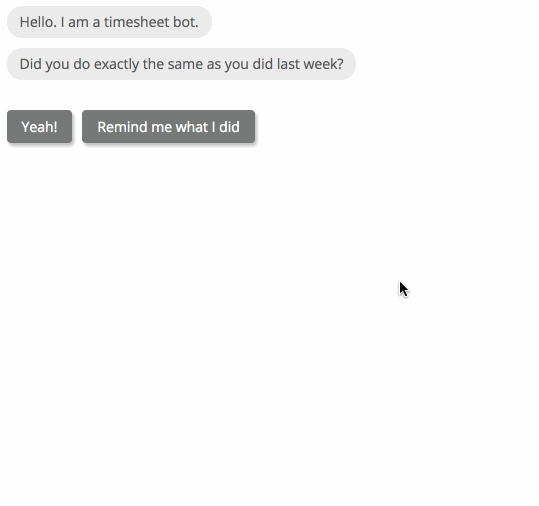 Hello. I am a timesheet bot.
Did you do exactly the same as you did last week?
Yeah! Remind me what I did